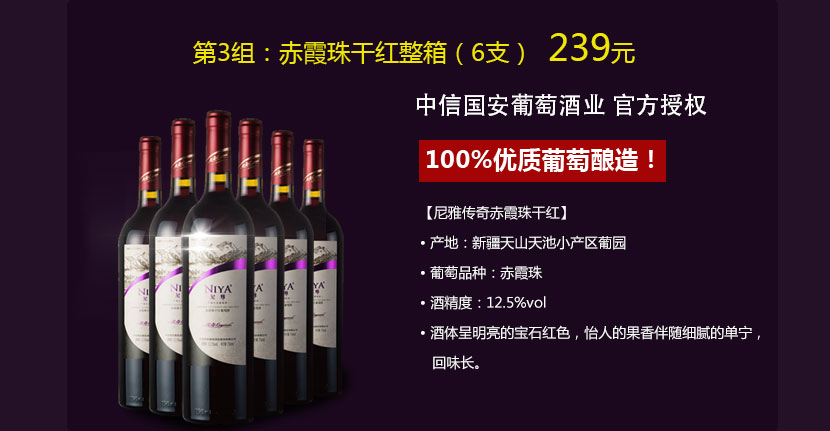 第3组：赤霞珠干红整箱（6支） 239元
中信国安葡萄酒业 官方授权
100%优质葡萄酿造！
【尼雅传奇赤霞珠干红】
• 产地：新疆天山天池小产区葡园
• 葡萄品种：赤霞珠
• 酒精度：12.5%vol
• 酒体呈明亮的宝石红色，怡人的果香伴随细腻的单宁，
回味长。
NIYA
尼雅